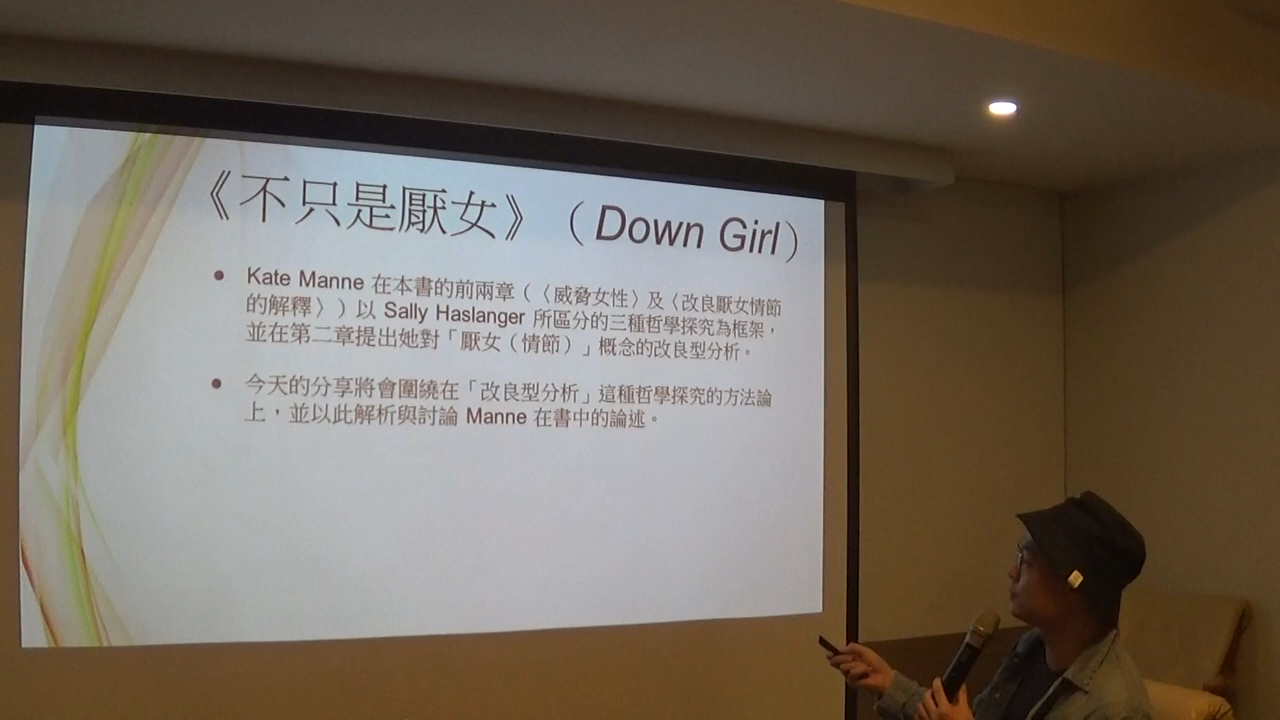 《不只是厭女》（Down Girl）
Kate Manne 在本書的前兩章（〈威脅女性〉及〈改良厭女情節
的解釋〉）以 Sally Haslanger 所區分的三種哲學探究為框架，
並在第二章提出她對「厭女（情節）」概念的改良型分析。
今天的分享將會圍繞在「改良型分析」這種哲學探究的方法論
上，並以此解析與討論 Manne 在書中的論述。